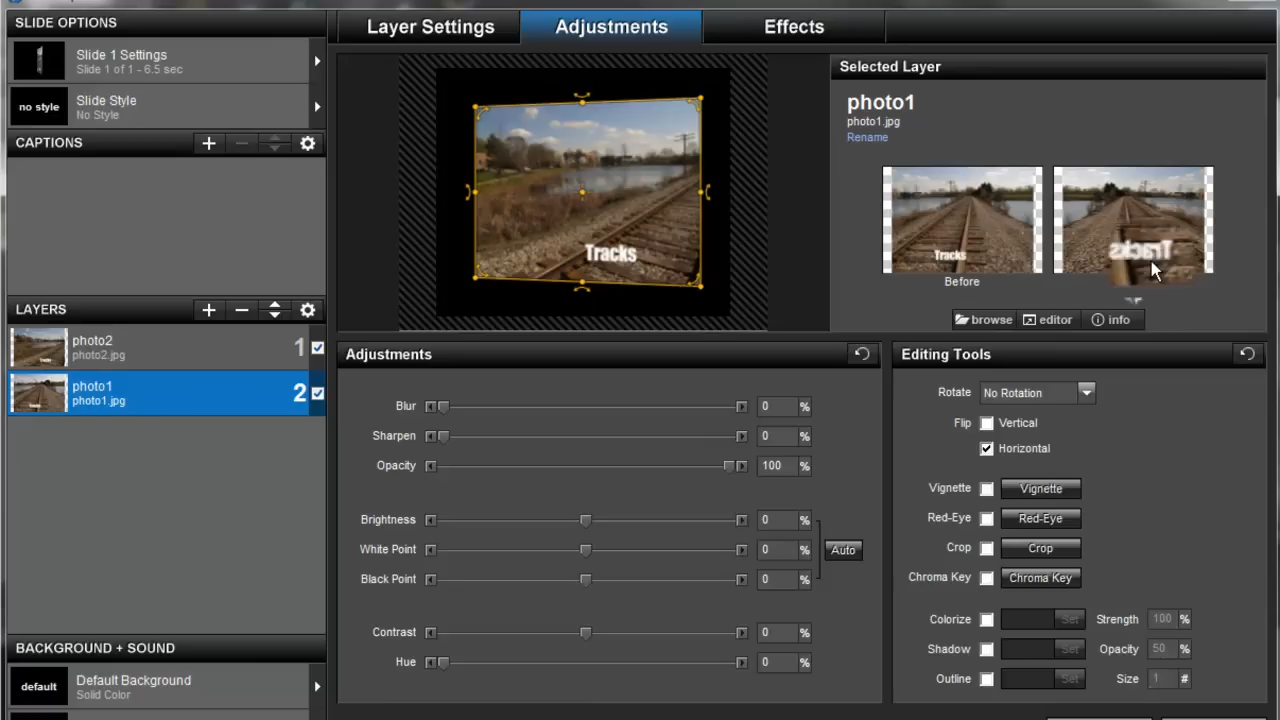 SLIDE OPTIONS
Slide 1 Settings
Slide 1 of 1 - 6.5 sec
no style
Slide Style
No Style
CAPTIONS
LAYERS
photo2
photo2.jpg
1
photo1
photo1.jpg
2
BACKGROUND + SOUND
default
Default Background
Solid Color
Layer Settings
Adjustments
Effects
Tracks
Selected Layer
photo1
photo1.jpg
Rename
Tracks
Tracks
Before
browse
editor
info
Adjustments
Blur 0 %
Sharpen 0 %
Opacity 100 %
Brightness 0 %
White Point 0 %
Auto
Black Point 0 %
Contrast 0 %
Hue 0 %
Editing Tools
Rotate No Rotation
Flip Vertical
Horizontal
Vignette Vignette
Red-Eye Red-Eye
Crop Crop
Chroma Key Chroma Key
Colorize Set Strength 100 %
Shadow Set Opacity 50 %
Outline Set Size 1 #